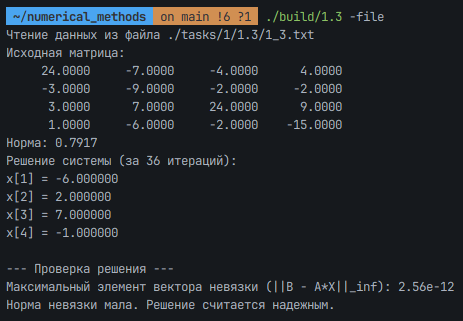 ~/numerical_methods on main !6 ?1 ./build/1.3 -file
Чтение данных из файла ./tasks/1/1.3/1_3.txt
Исходная матрица:
24.0000 -7.0000 -4.0000 4.0000
-3.0000 -9.0000 -2.0000 -2.0000
3.0000 7.0000 24.0000 9.0000
1.0000 -6.0000 -2.0000 -15.0000
Норма: 0.7917
Решение системы (за 36 итераций):
x[1] = -6.000000
x[2] = 2.000000
x[3] = 7.000000
x[4] = -1.000000
--- Проверка решения ---
Максимальный элемент вектора невязки (||B - A*X||_inf): 2.56e-12
Норма невязки мала. Решение считается надежным.